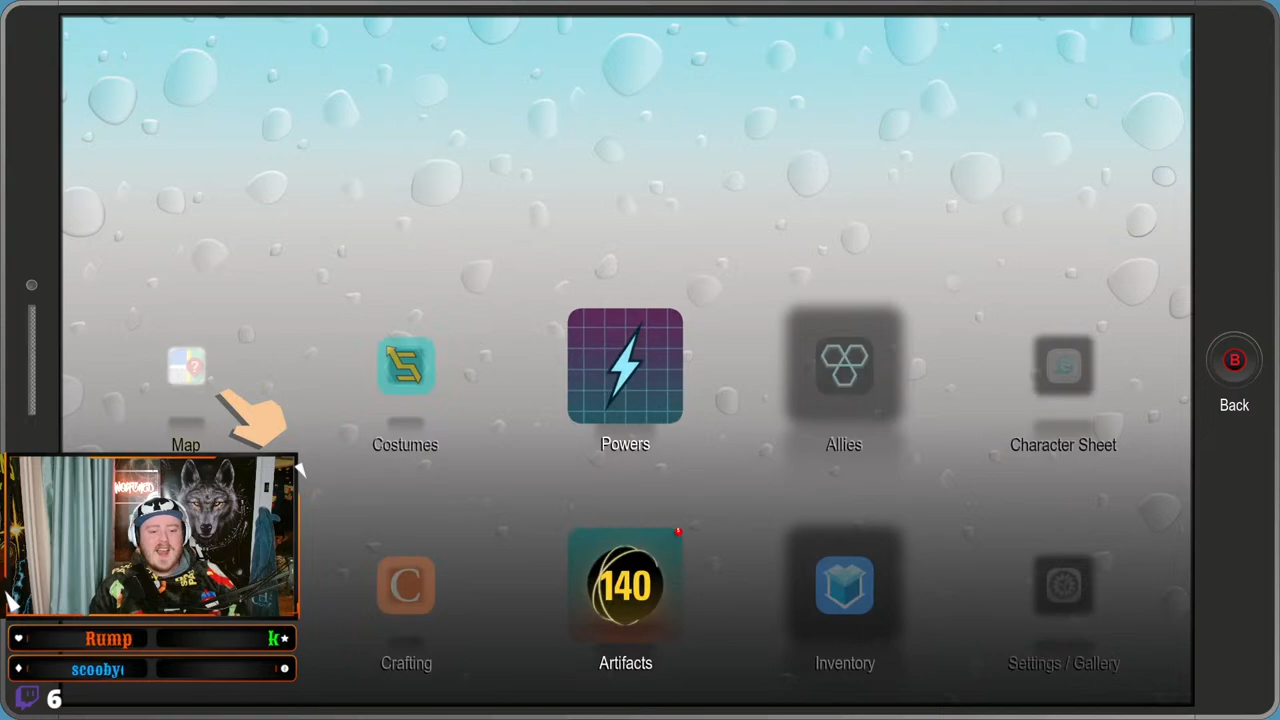 B
Back
Map
Costumes
Powers
Allies
Character Sheet
C
140
Crafting
Artifacts
Inventory
Settings / Gallery
Rump
k
scooby
6